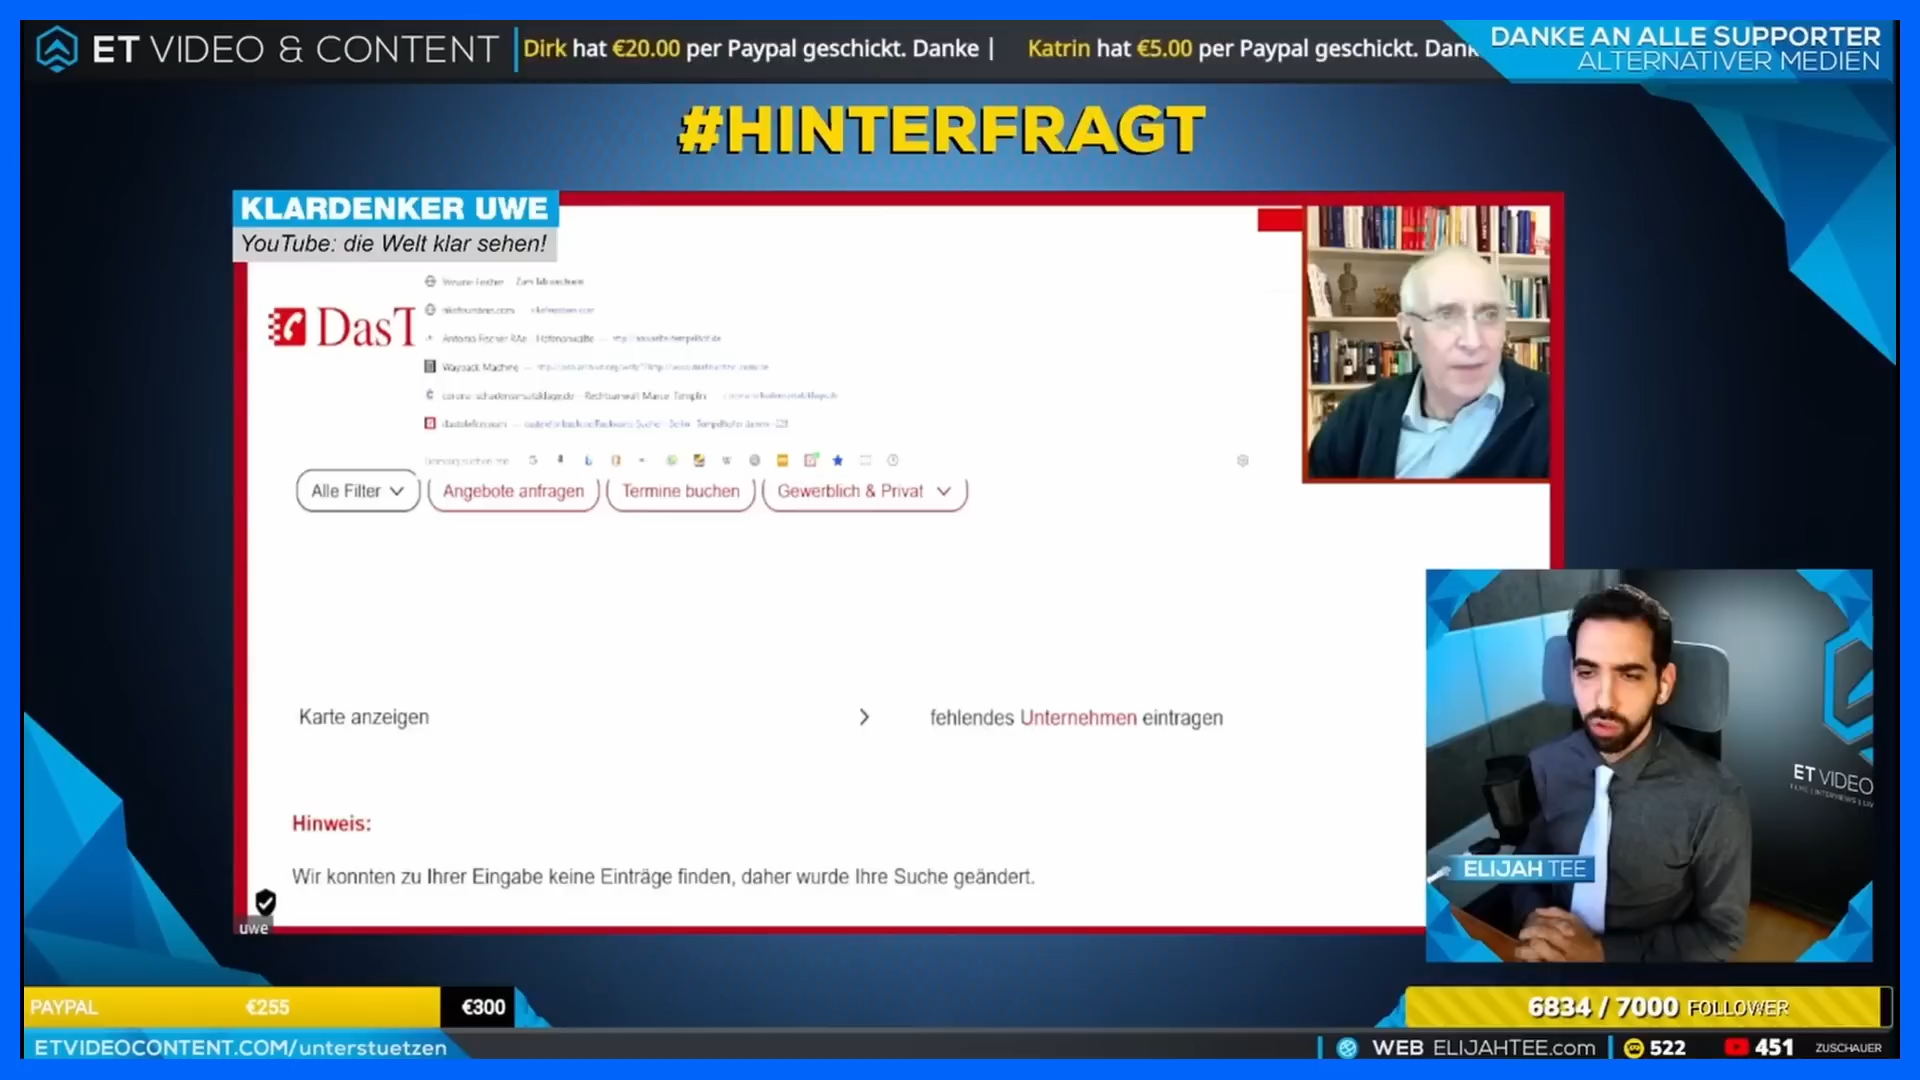 ET VIDEO & CONTENT
Dirk hat €20.00 per Paypal geschickt. Danke |
Katrin hat €5.00 per Paypal geschickt. Dank
DANKE AN ALLE SUPPORTER
ALTERNATIVER MEDIEN
#HINTERFRAGT
KLARDENKER UWE
YouTube: die Welt klar sehen!
DasT
Wayback Machine
Alle Filter
Angebote anfragen
Termine buchen
Gewerblich & Privat
Karte anzeigen
fehlendes Unternehmen eintragen
Hinweis:
Wir konnten zu Ihrer Eingabe keine Einträge finden, daher wurde Ihre Suche geändert.
uwe
ET VIDEO
ELIJAH TEE
PAYPAL €255 €300
6834 / 7000 FOLLOWER
ETVIDEOCONTENT.COM/unterstuetzen
WEB ELIJAHTEE.com
522
451 ZUSCHAUER